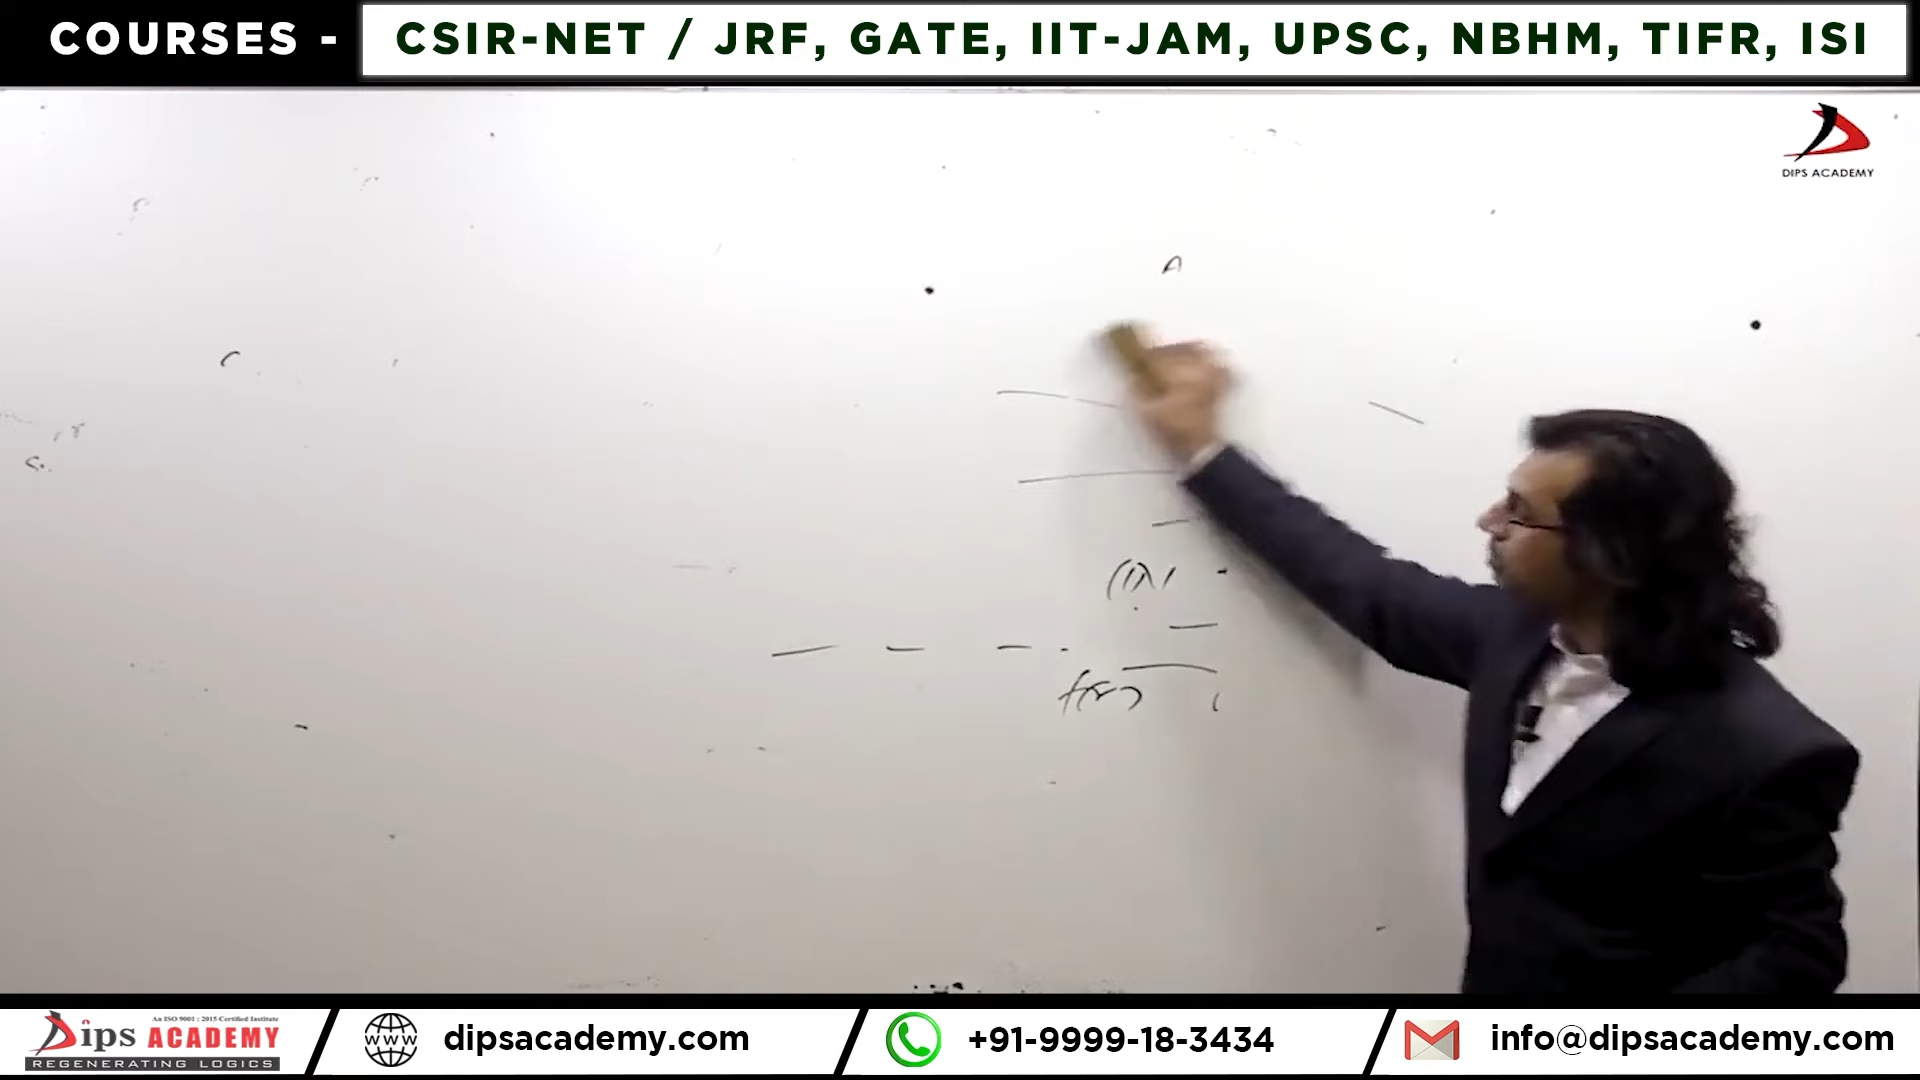 COURSES - CSIR-NET / JRF, GATE, IIT-JAM, UPSC, NBHM, TIFR, ISI
DIPS ACADEMY
A
f(x)
An ISO 9001 : 2015 Certified Institute
Dips ACADEMY
REGENERATING LOGICS
WWW
dipsacademy.com
+91-9999-18-3434
info@dipsacademy.com